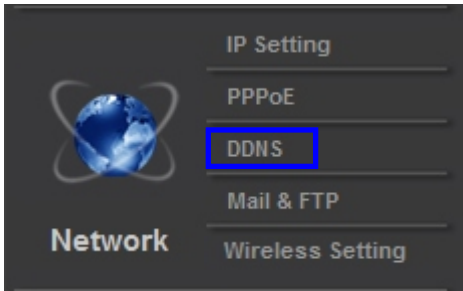 IP Setting
PPPoE
DDNS
Mail & FTP
Network
Wireless Setting